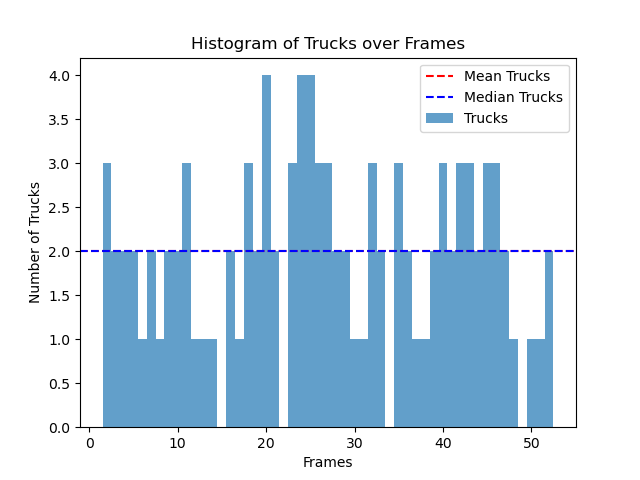 Histogram of Trucks over Frames
Mean Trucks
Median Trucks
Trucks
Number of Trucks
4.0
3.5
3.0
2.5
2.0
1.5
1.0
0.5
0.0
0 10 20 30 40 50
Frames